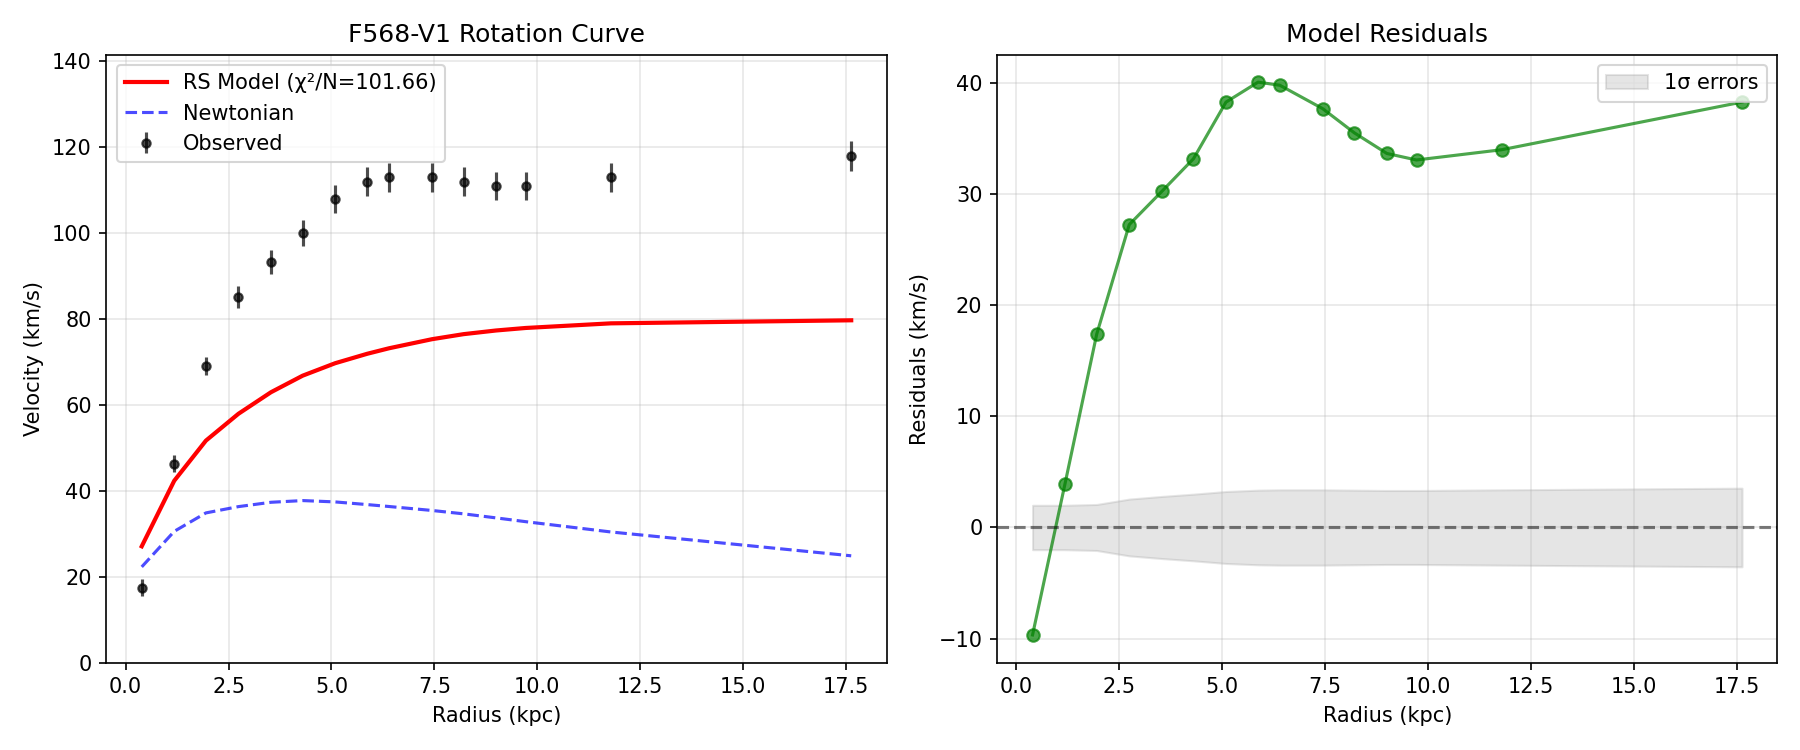 F568-V1 Rotation Curve
RS Model (χ²/N=101.66)
Newtonian
Observed
140
120
100
80
60
40
20
0
Velocity (km/s)
0.0 2.5 5.0 7.5 10.0 12.5 15.0 17.5
Radius (kpc)
Model Residuals
1σ errors
40
30
20
10
0
−10
Residuals (km/s)
0.0 2.5 5.0 7.5 10.0 12.5 15.0 17.5
Radius (kpc)